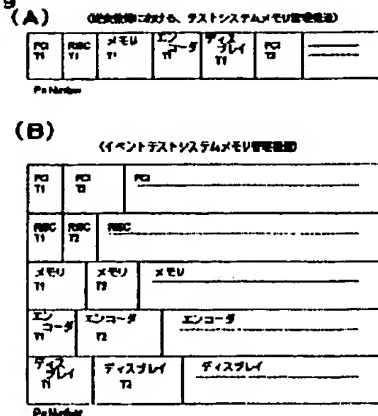 (A) (従来技術における、テストシステムメモリ管理構造)
PCI T1 RISC T1 メモリ T1 エンコーダ T1 ディスプレイ T1 PCI T2
Pin Number
(B)
(イベントテストシステムメモリ管理構造)
PCI T1 PCI T2 PCI
RISC T1 RISC T2 RISC
メモリ T1 メモリ T2 メモリ
エンコーダ T1 エンコーダ T2 エンコーダ
ディスプレイ T1 ディスプレイ T2 ディスプレイ
Pin Number